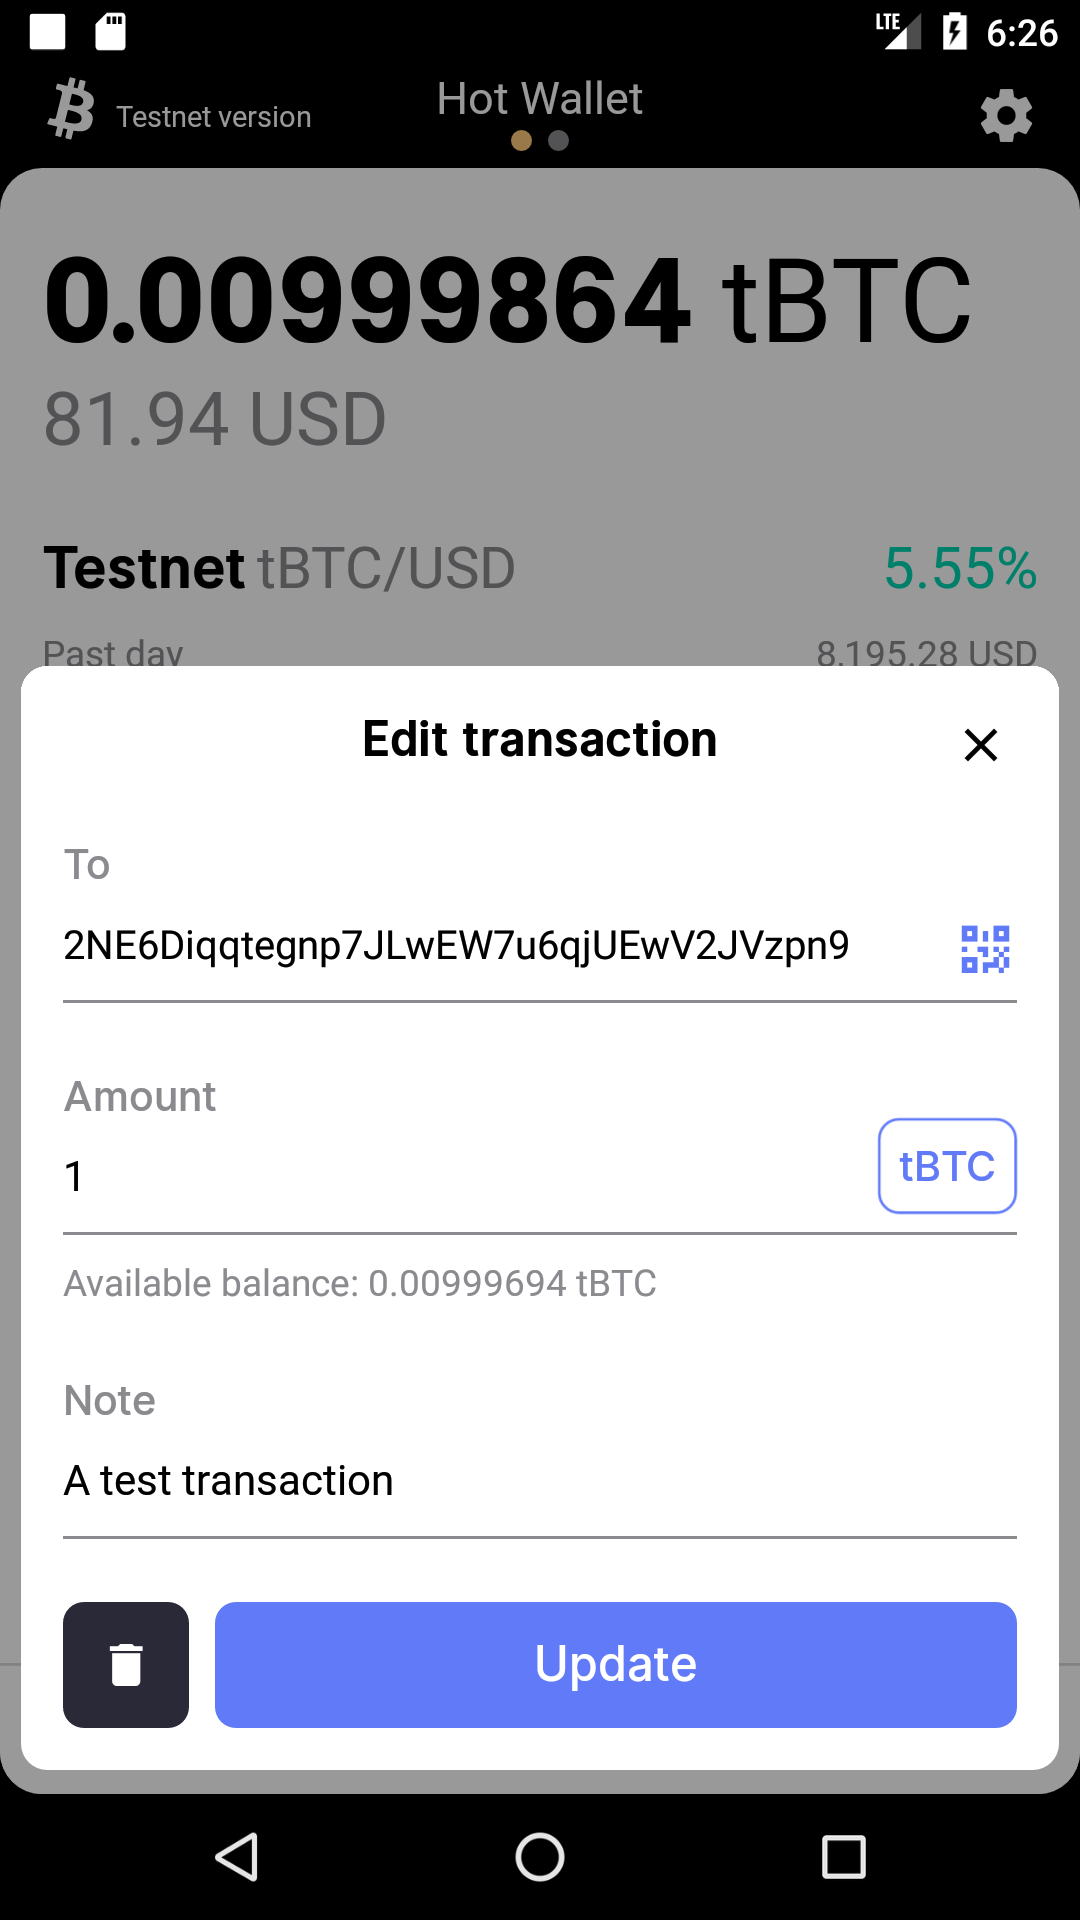 LTE 6:26
Testnet version
Hot Wallet
0.00999864 tBTC
81.94 USD
Testnet tBTC/USD 5.55%
Past day 8,195.28 USD
Edit transaction
To
2NE6Diqqtegnp7JLwEW7u6qjUEwV2JVzpn9
Amount
1 tBTC
Available balance: 0.00999694 tBTC
Note
A test transaction
Update